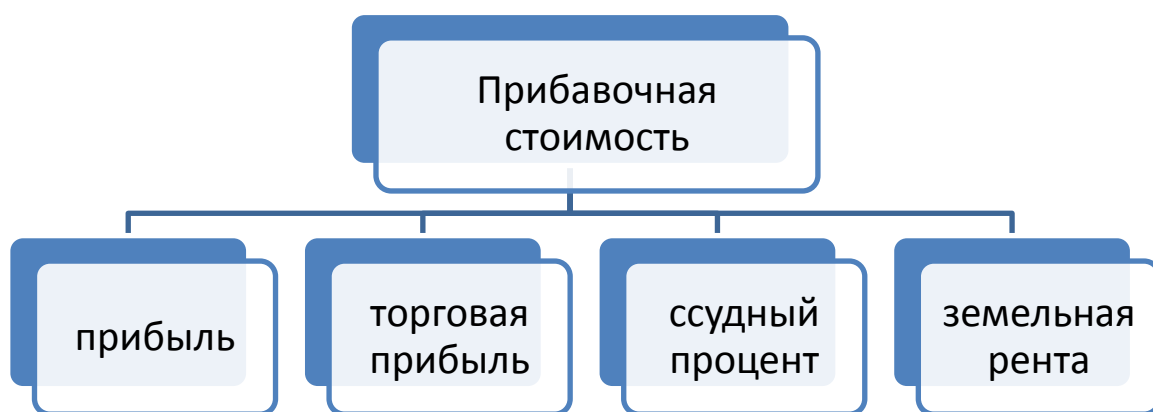 Прибавочная
стоимость
прибыль
торговая
прибыль
ссудный
процент
земельная
рента